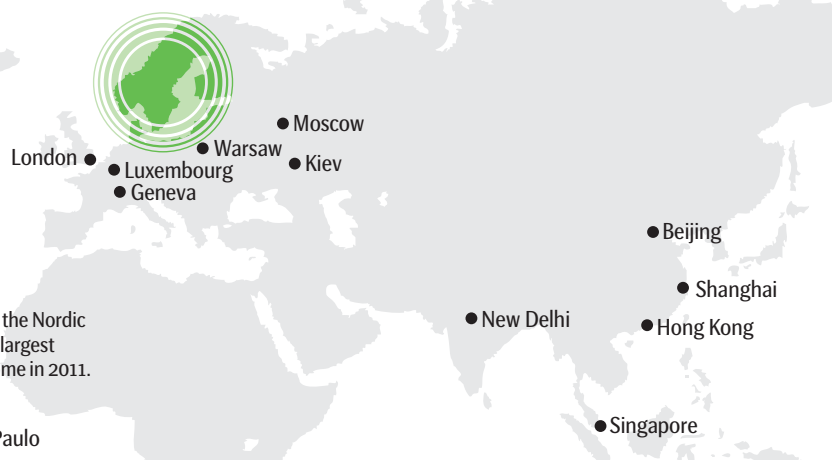 Moscow
Warsaw
London
Kiev
Luxembourg
Geneva
Beijing
Shanghai
the Nordic
New Delhi
Hong Kong
largest
me in 2011.
Singapore
Paulo